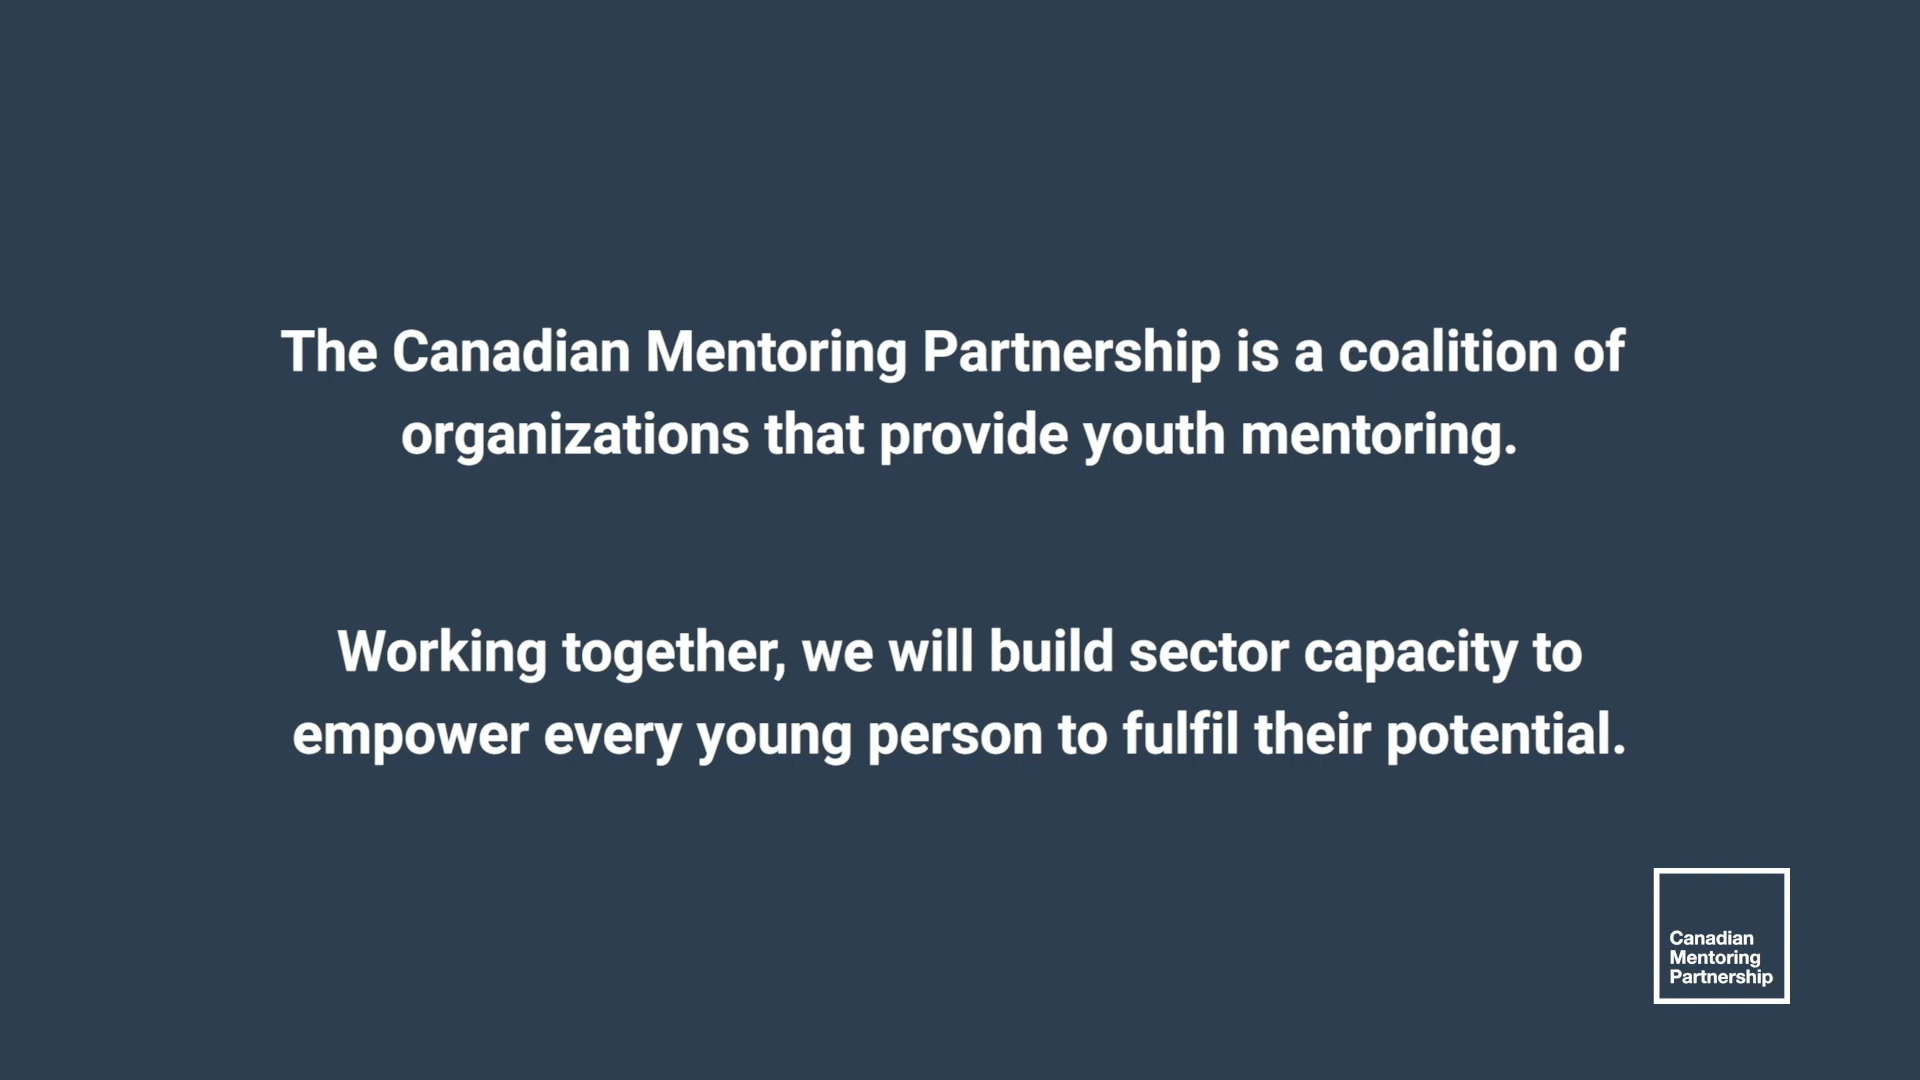 The Canadian Mentoring Partnership is a coalition of
organizations that provide youth mentoring.
Working together, we will build sector capacity to
empower every young person to fulfil their potential.
Canadian
Mentoring
Partnership